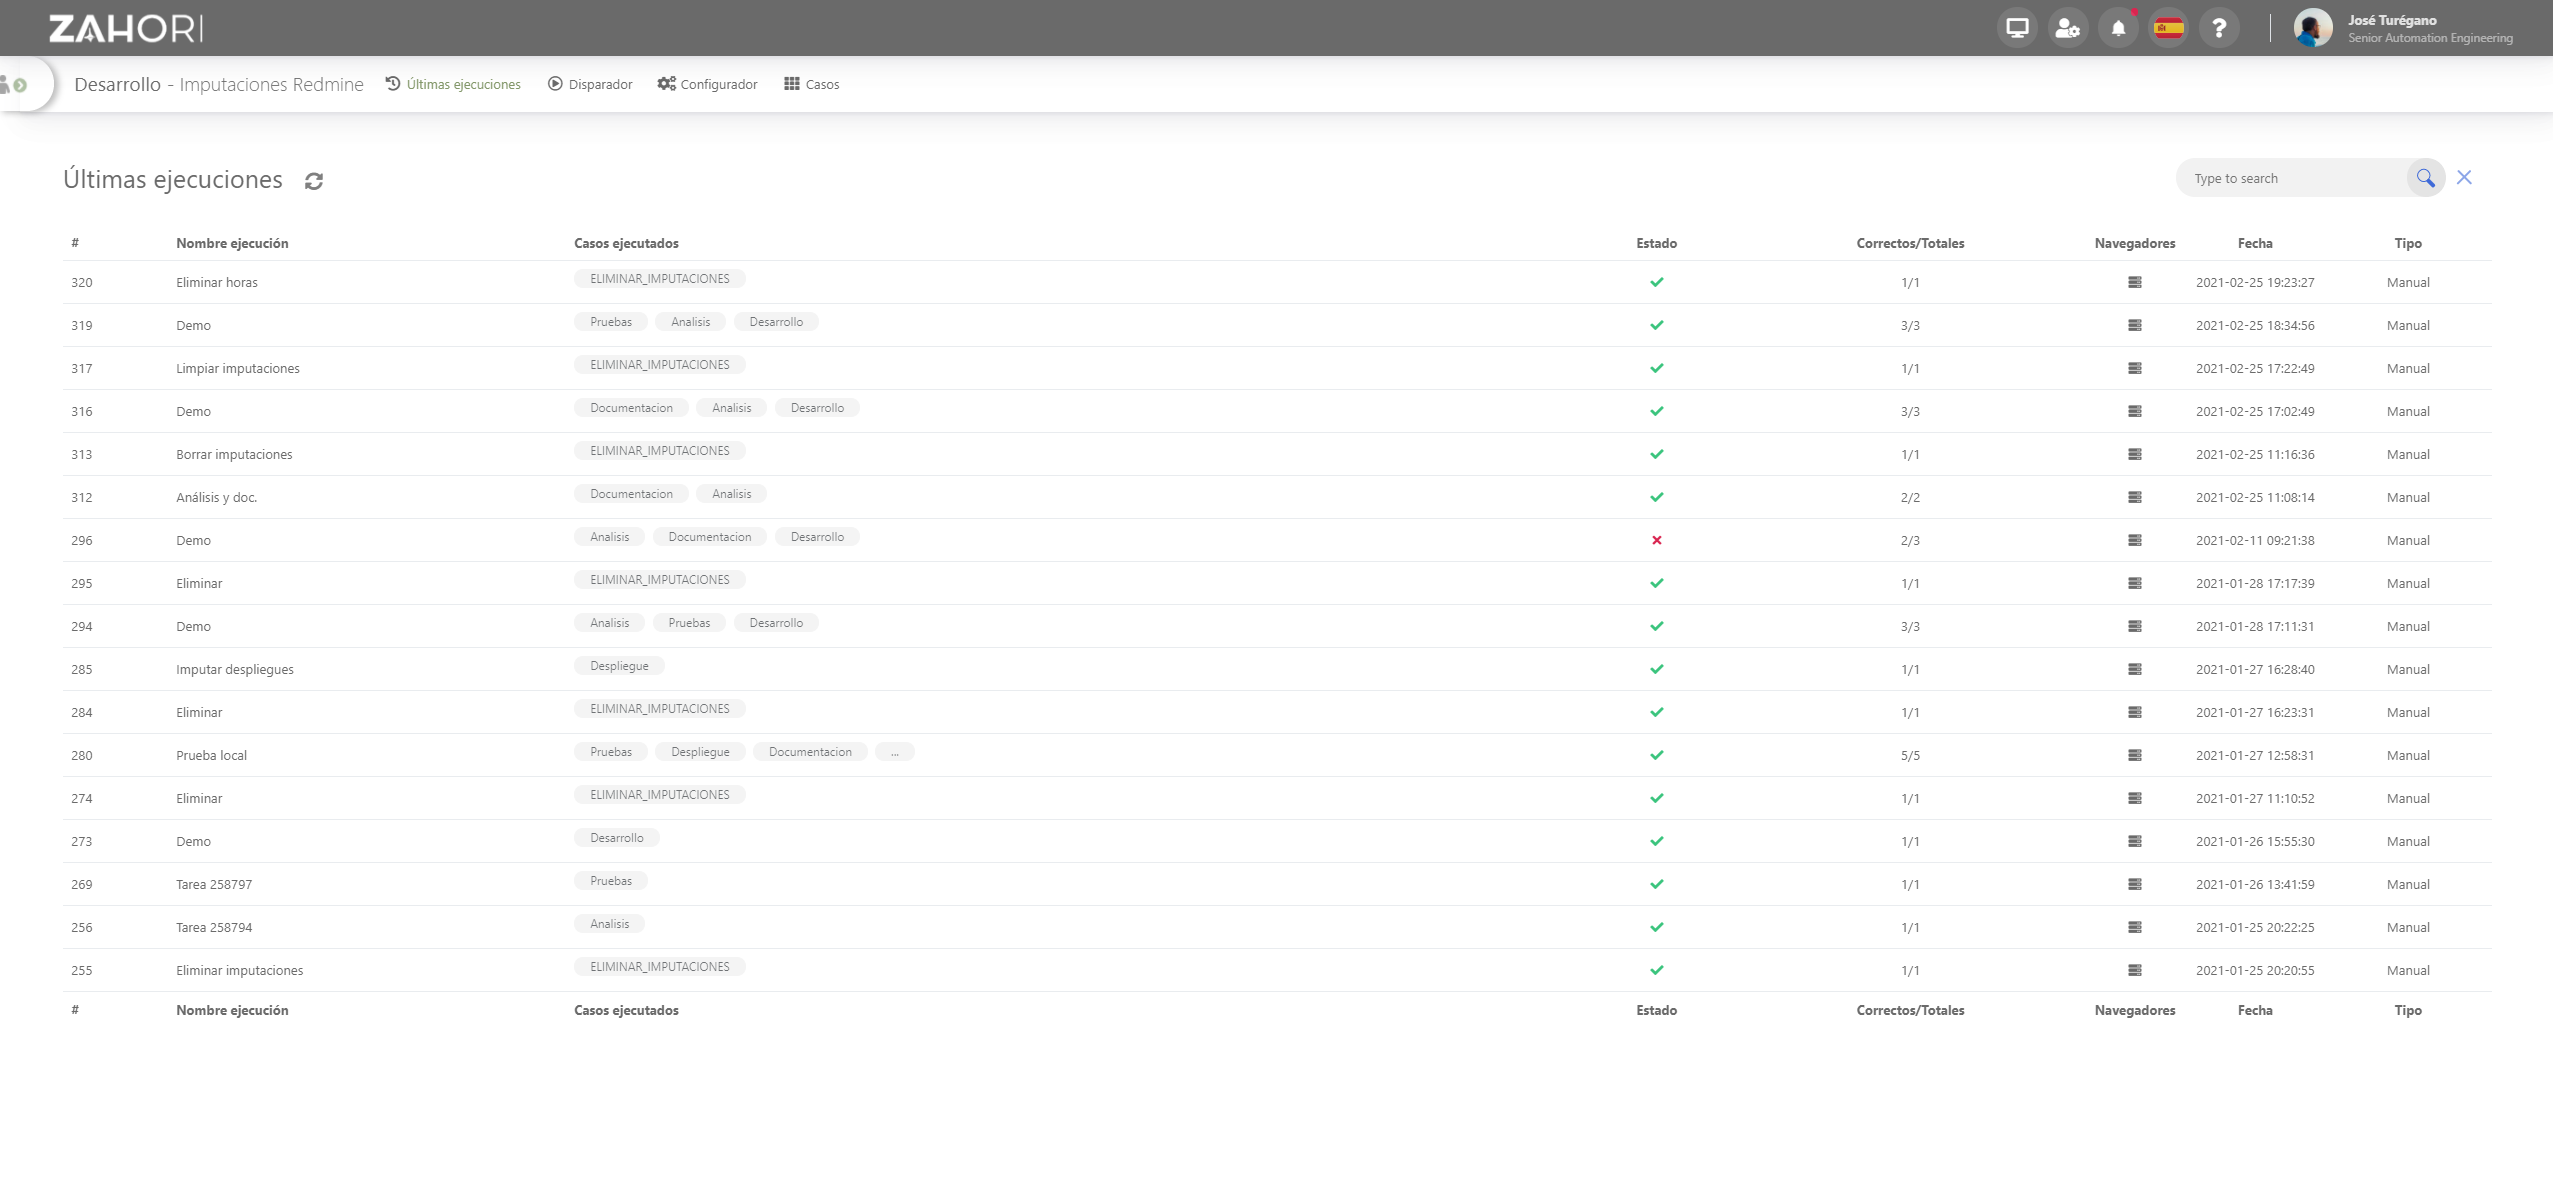 ZAHORI
José Turégano
Senior Automation Engineering
Desarrollo - Imputaciones Redmine Últimas ejecuciones Disparador Configurador Casos
Últimas ejecuciones
Type to search
# Nombre ejecución Casos ejecutados Estado Correctos/Totales Navegadores Fecha Tipo
320 Eliminar horas ELIMINAR_IMPUTACIONES 1/1 2021-02-25 19:23:27 Manual
319 Demo Pruebas Analisis Desarrollo 3/3 2021-02-25 18:34:56 Manual
317 Limpiar imputaciones ELIMINAR_IMPUTACIONES 1/1 2021-02-25 17:22:49 Manual
316 Demo Documentacion Analisis Desarrollo 3/3 2021-02-25 17:02:49 Manual
313 Borrar imputaciones ELIMINAR_IMPUTACIONES 1/1 2021-02-25 11:16:36 Manual
312 Análisis y doc. Documentacion Analisis 2/2 2021-02-25 11:08:14 Manual
296 Demo Analisis Documentacion Desarrollo 2/3 2021-02-11 09:21:38 Manual
295 Eliminar ELIMINAR_IMPUTACIONES 1/1 2021-01-28 17:17:39 Manual
294 Demo Analisis Pruebas Desarrollo 3/3 2021-01-28 17:11:31 Manual
285 Imputar despliegues Despliegue 1/1 2021-01-27 16:28:40 Manual
284 Eliminar ELIMINAR_IMPUTACIONES 1/1 2021-01-27 16:23:31 Manual
280 Prueba local Pruebas Despliegue Documentacion ... 5/5 2021-01-27 12:58:31 Manual
274 Eliminar ELIMINAR_IMPUTACIONES 1/1 2021-01-27 11:10:52 Manual
273 Demo Desarrollo 1/1 2021-01-26 15:55:30 Manual
269 Tarea 258797 Pruebas 1/1 2021-01-26 13:41:59 Manual
256 Tarea 258794 Analisis 1/1 2021-01-25 20:22:25 Manual
255 Eliminar imputaciones ELIMINAR_IMPUTACIONES 1/1 2021-01-25 20:20:55 Manual
# Nombre ejecución Casos ejecutados Estado Correctos/Totales Navegadores Fecha Tipo